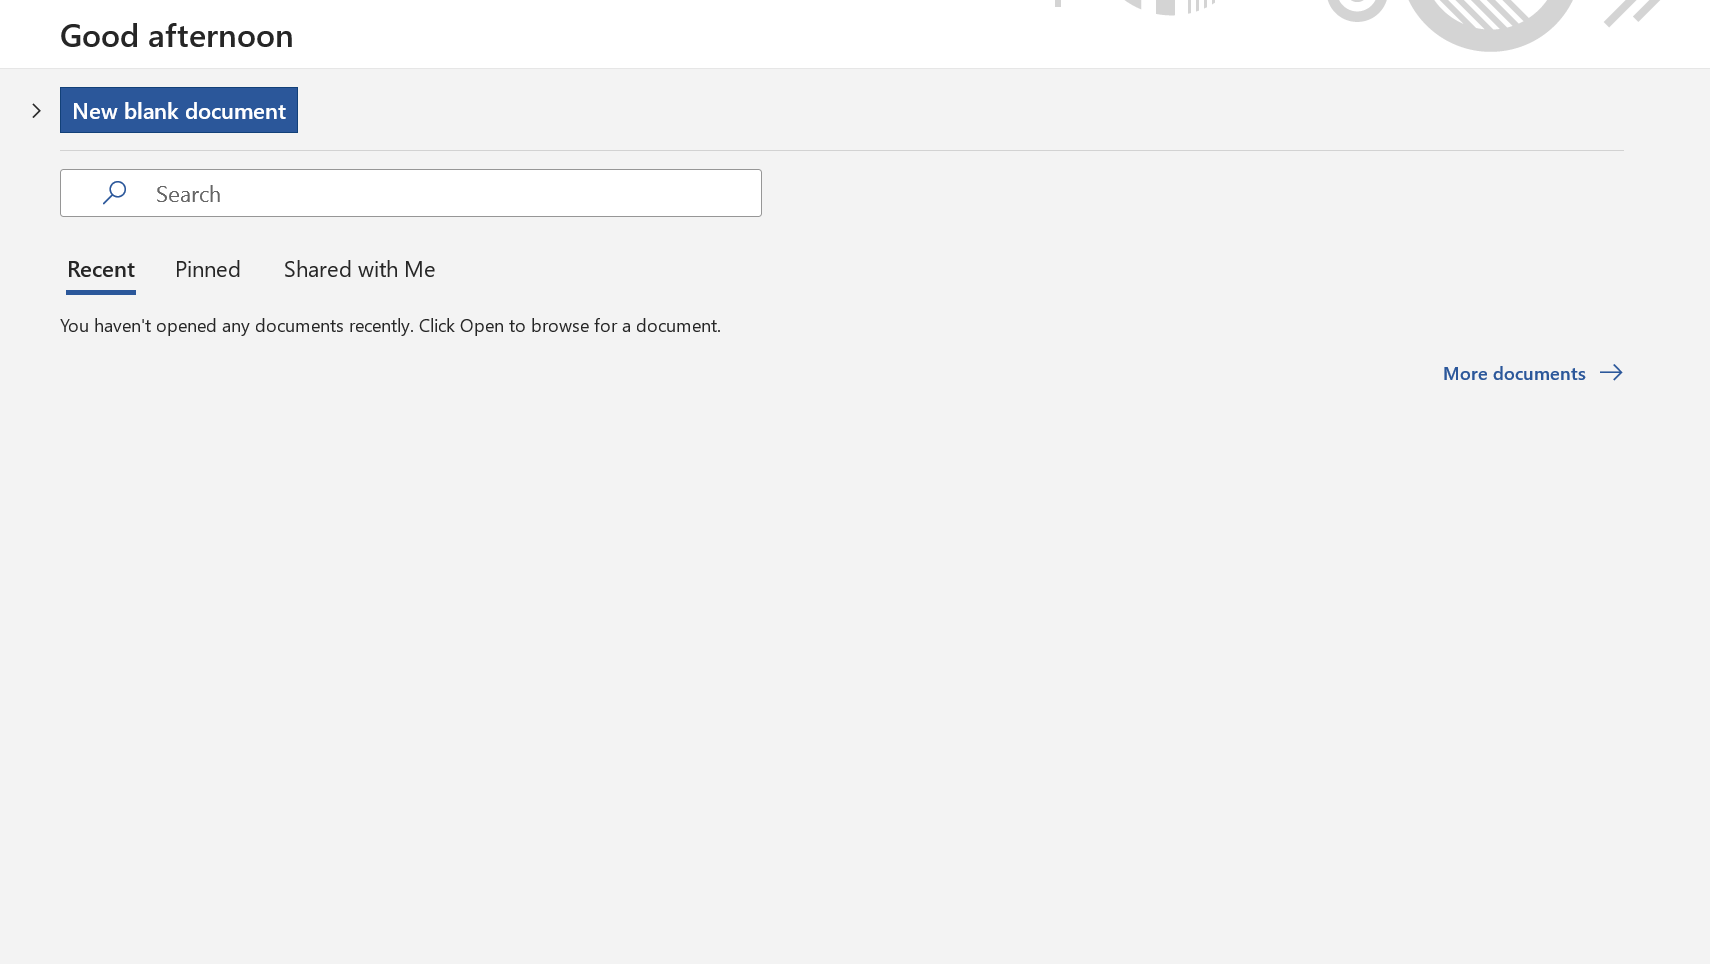 Good afternoon
New blank document
Search
Recent Pinned Shared with Me
You haven't opened any documents recently. Click Open to browse for a document.
More documents